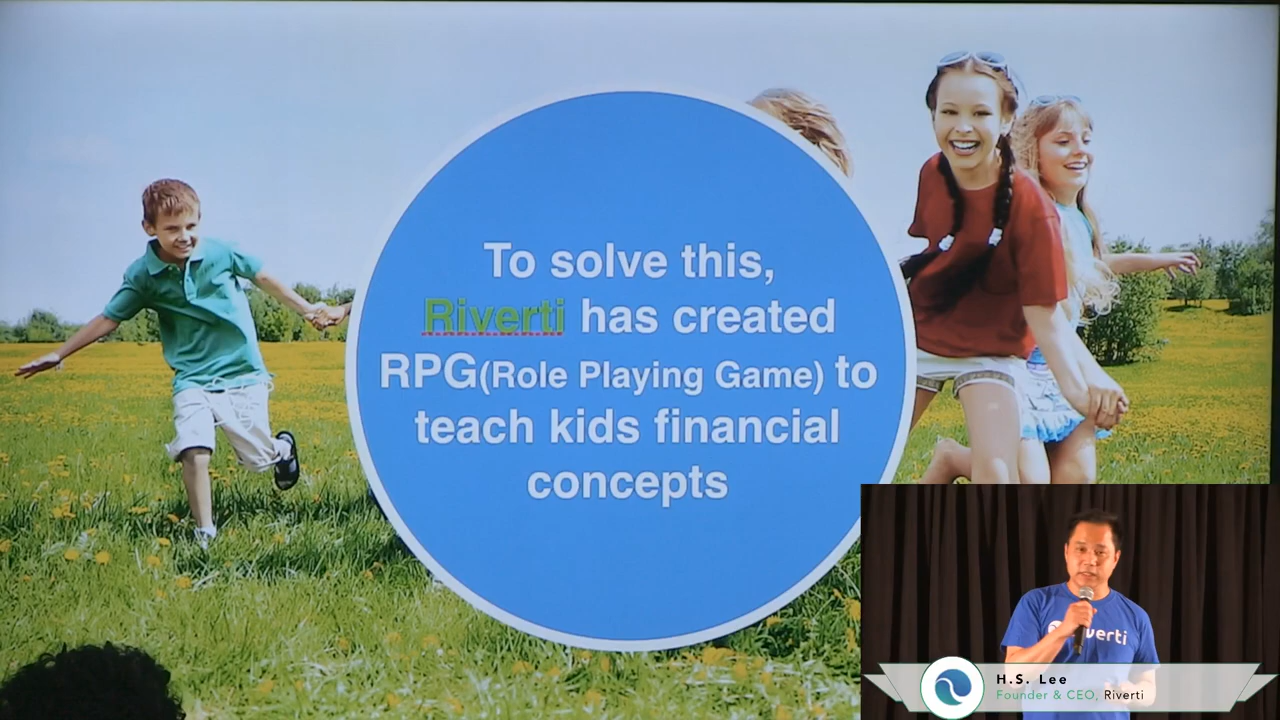 To solve this,
Riverti has created
RPG(Role Playing Game) to
teach kids financial
concepts
verti
H.S. Lee
Founder & CEO, Riverti